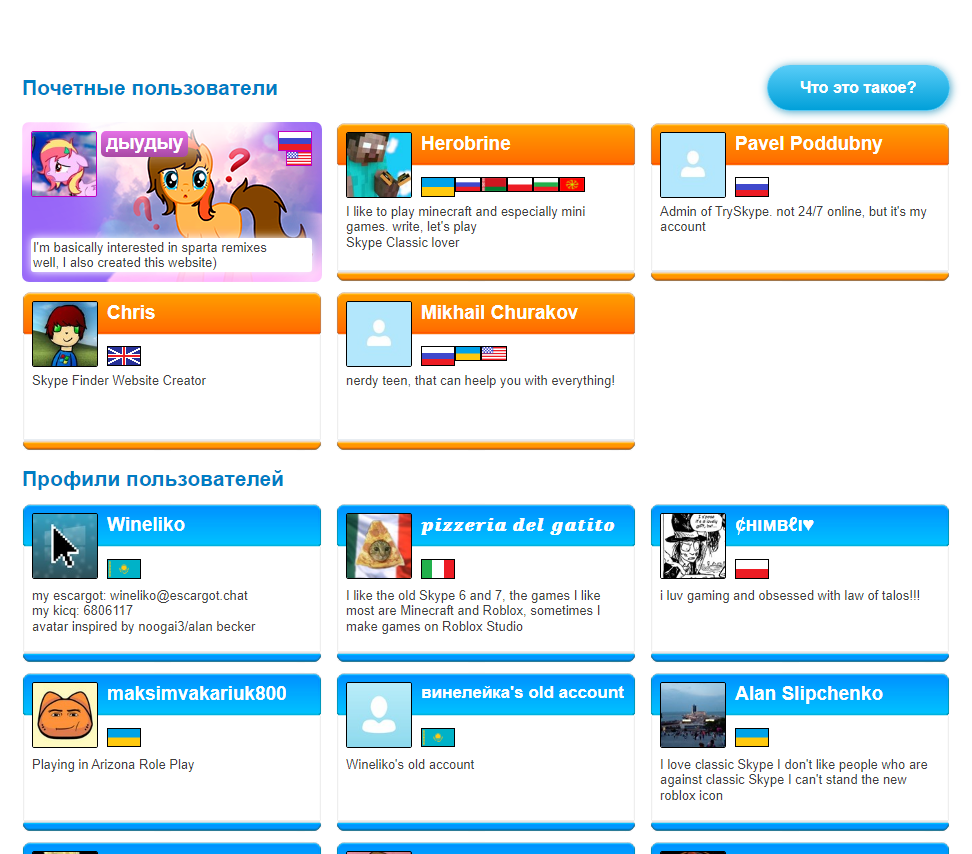 Почетные пользователи
Что это такое?
дыудыу
I'm basically interested in sparta remixes
well, I also created this website)
Herobrine
I like to play minecraft and especially mini
games. write, let's play
Skype Classic lover
Pavel Poddubny
Admin of TrySkype. not 24/7 online, but it's my
account
Chris
Skype Finder Website Creator
Mikhail Churakov
nerdy teen, that can heelp you with everything!
Профили пользователей
Wineliko
my escargot: wineliko@escargot.chat
my kicq: 6806117
avatar inspired by noogai3/alan becker
𝒑𝒊𝒛𝒛𝒆𝒓𝒊𝒂 𝒅𝒆𝒍 𝒈𝒂𝒕𝒊𝒕𝒐
I like the old Skype 6 and 7, the games I like
most are Minecraft and Roblox, sometimes I
make games on Roblox Studio
¢нιмвℓι♥
i luv gaming and obsessed with law of talos!!!
maksimvakariuk800
Playing in Arizona Role Play
винелейка's old account
Wineliko's old account
Alan Slipchenko
I love classic Skype I don't like people who are
against classic Skype I can't stand the new
roblox icon